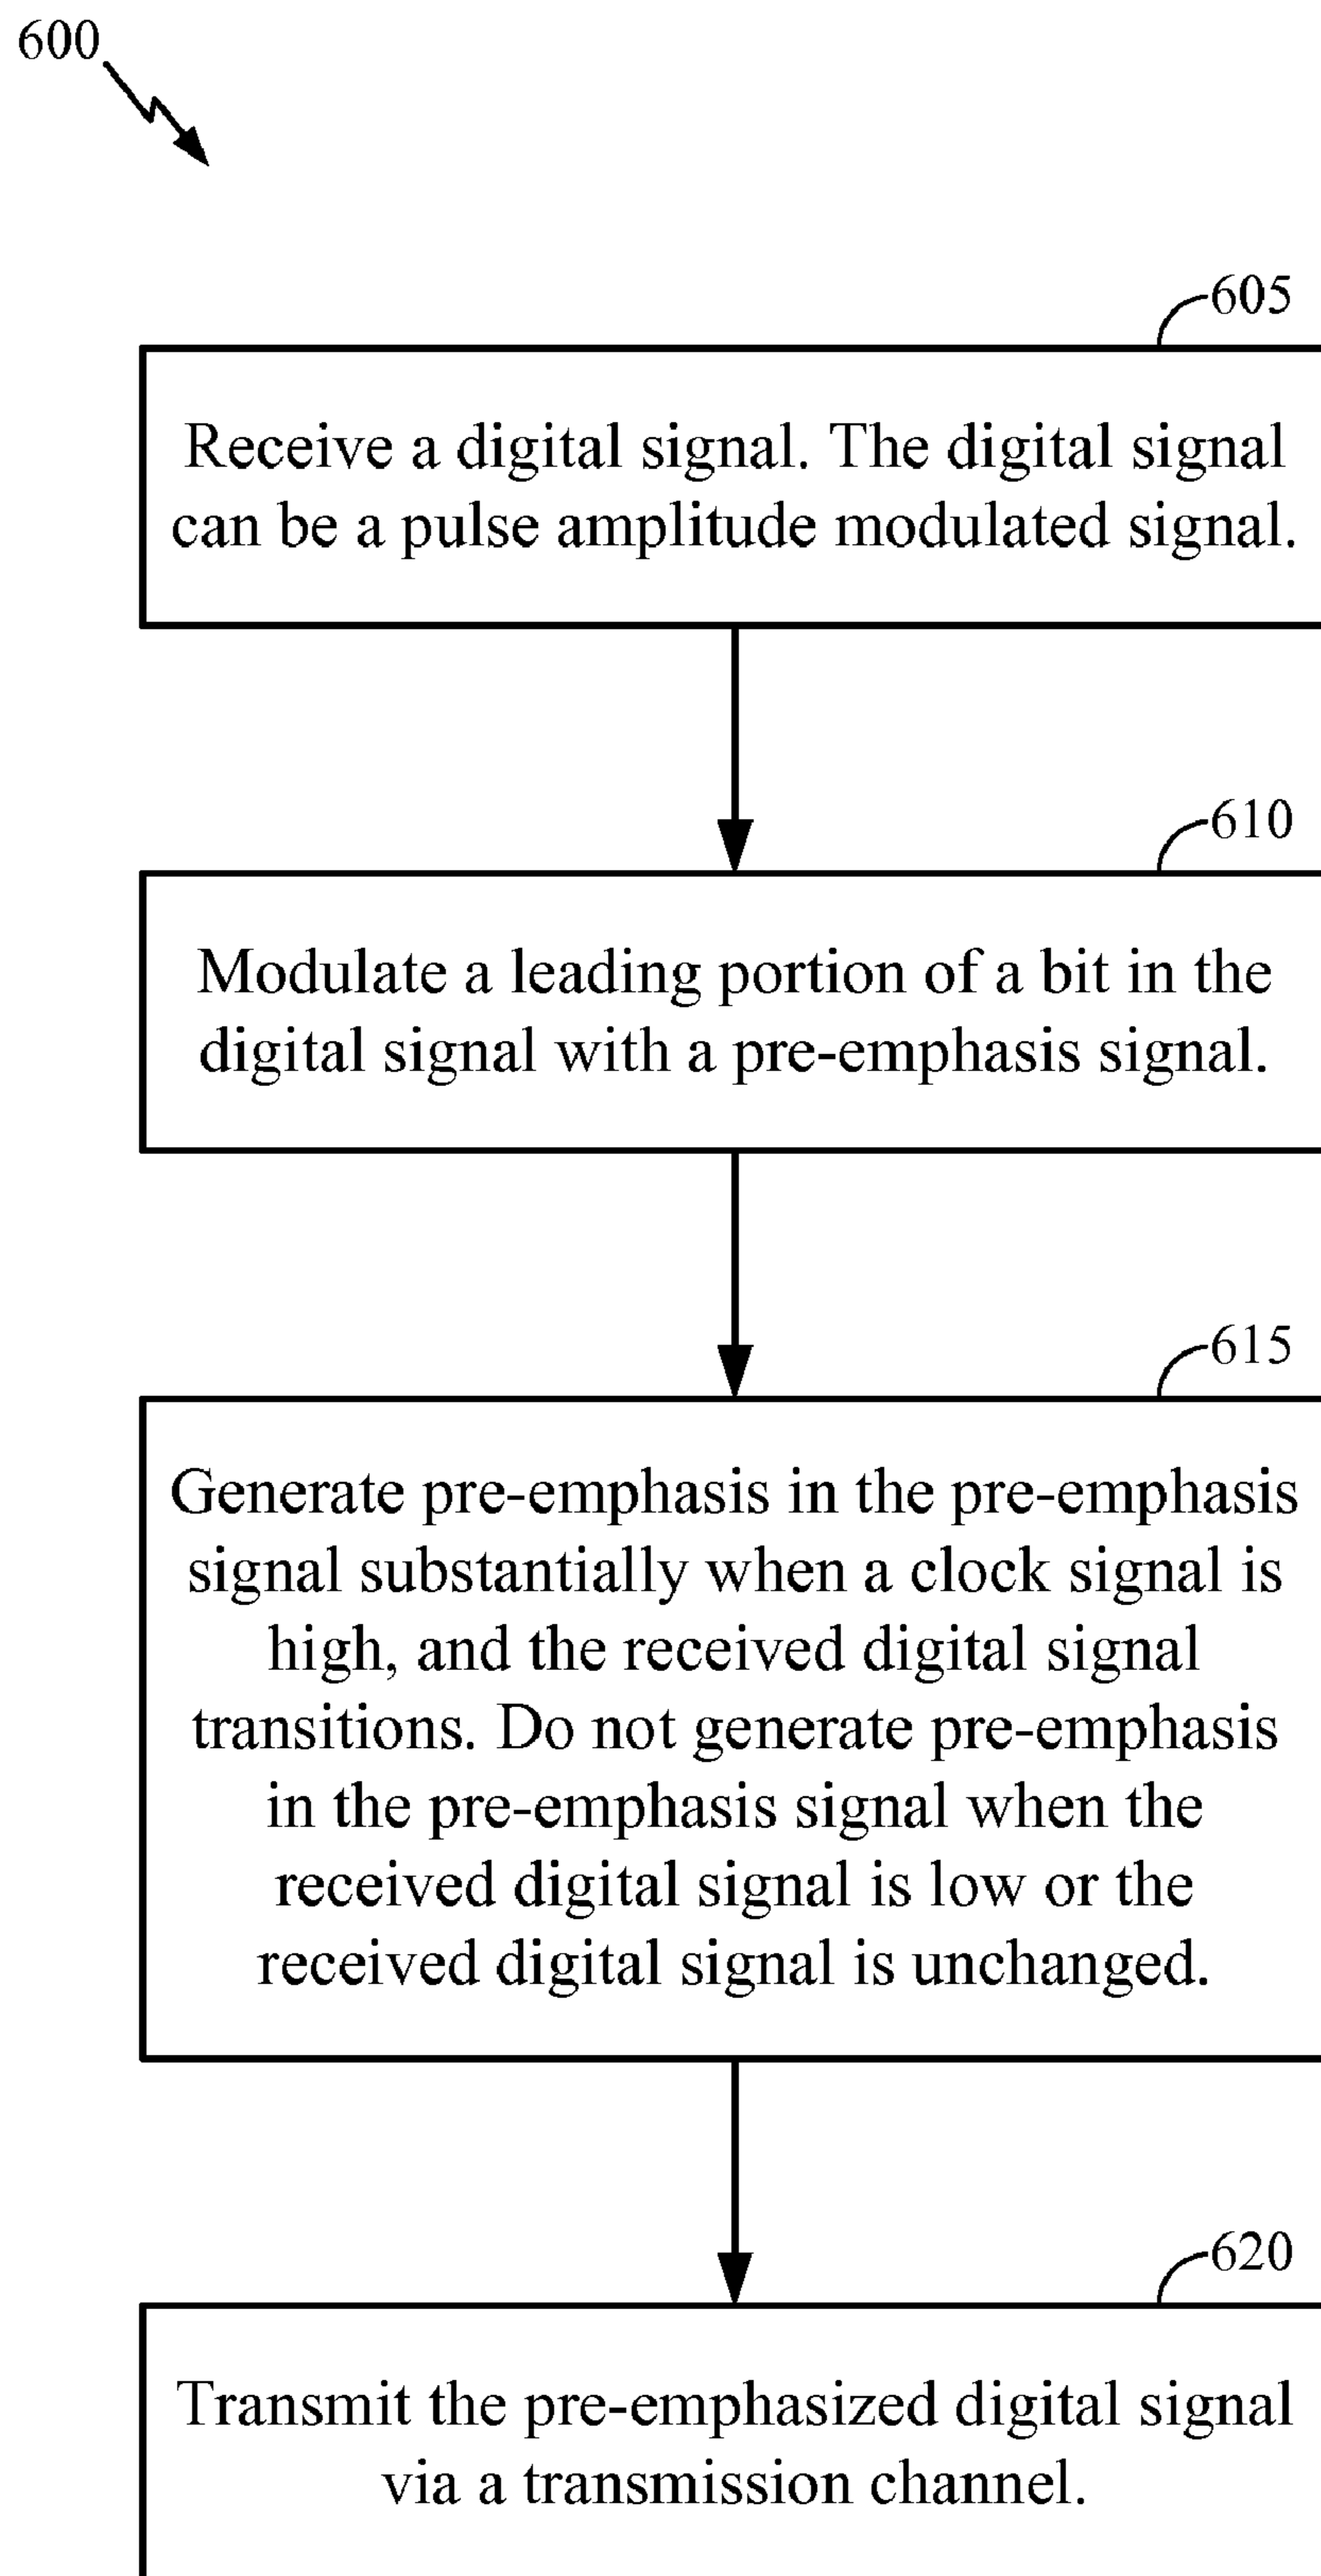 600
605
Receive a digital signal. The digital signal
can be a pulse amplitude modulated signal.
610
Modulate a leading portion of a bit in the
digital signal with a pre-emphasis signal.
615
Generate pre-emphasis in the pre-emphasis
signal substantially when a clock signal is
high, and the received digital signal
transitions. Do not generate pre-emphasis
in the pre-emphasis signal when the
received digital signal is low or the
received digital signal is unchanged.
620
Transmit the pre-emphasized digital signal
via a transmission channel.